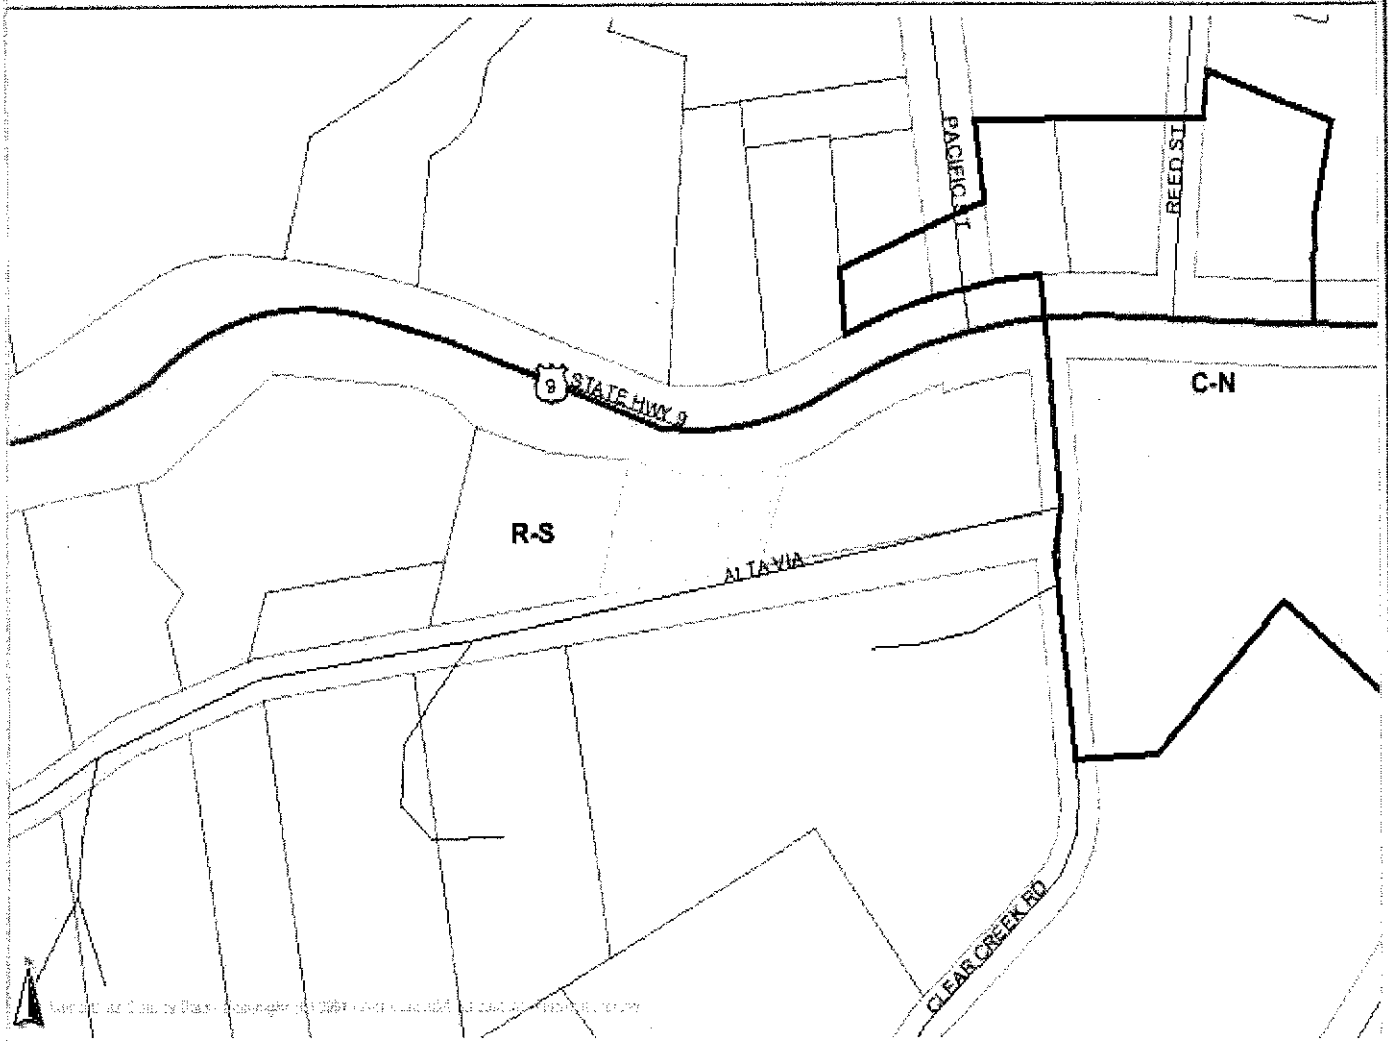 PACIFIC ST
REED ST
C-N
9
STATE HWY 9
R-S
ALTA VIA
CLEAR CREEK RD